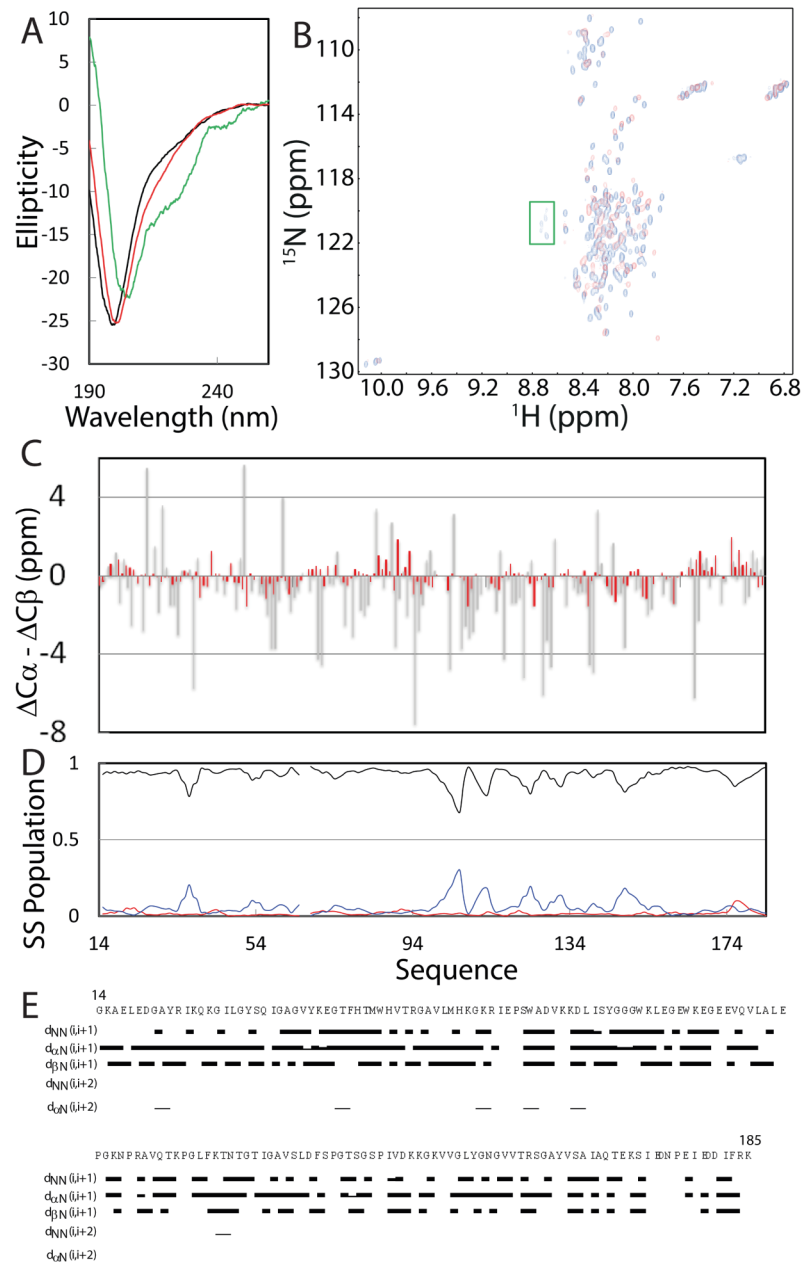 A
10
5
0
-5
-10
-15
-20
-25
-30
190
240
Ellipticity
Wavelength (nm)
B
110
114
118
122
126
130
10.0
9.6
9.2
8.8
8.4
8.0
7.6
7.2
6.8
15N (ppm)
1H (ppm)
C
4
0
-4
-8
ΔCα - ΔCβ (ppm)
D
1
0.5
0
SS Population
14
54
94
134
174
Sequence
E
14
GKAELEDGAYRIKQKGILGYSQIGAGVYKEGTFHTMWHVTRGAVLMHKGKRIEPSWADVKKDLISYGGGWKLEGEWKEGEEVQVLALE
dNN(i,i+1)
dαN(i,i+1)
dβN(i,i+1)
dNN(i,i+2)
dαN(i,i+2)
185
PGKNPRAVQTKPGLFKTNTGTIGAVSLDFSPGTSGSPIVDKKGKVVGLYGNGVVTRSGAYVSAIAQTEKSIEDNPEIEDDIFRK
dNN(i,i+1)
dαN(i,i+1)
dβN(i,i+1)
dNN(i,i+2)
dαN(i,i+2)